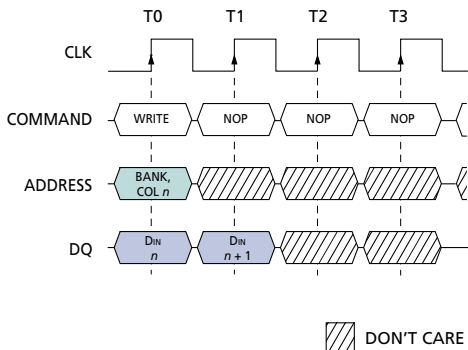 T0 T1 T2 T3
CLK
COMMAND WRITE NOP NOP NOP
ADDRESS BANK,
COL n
DQ DIN
n DIN
n + 1
DON'T CARE